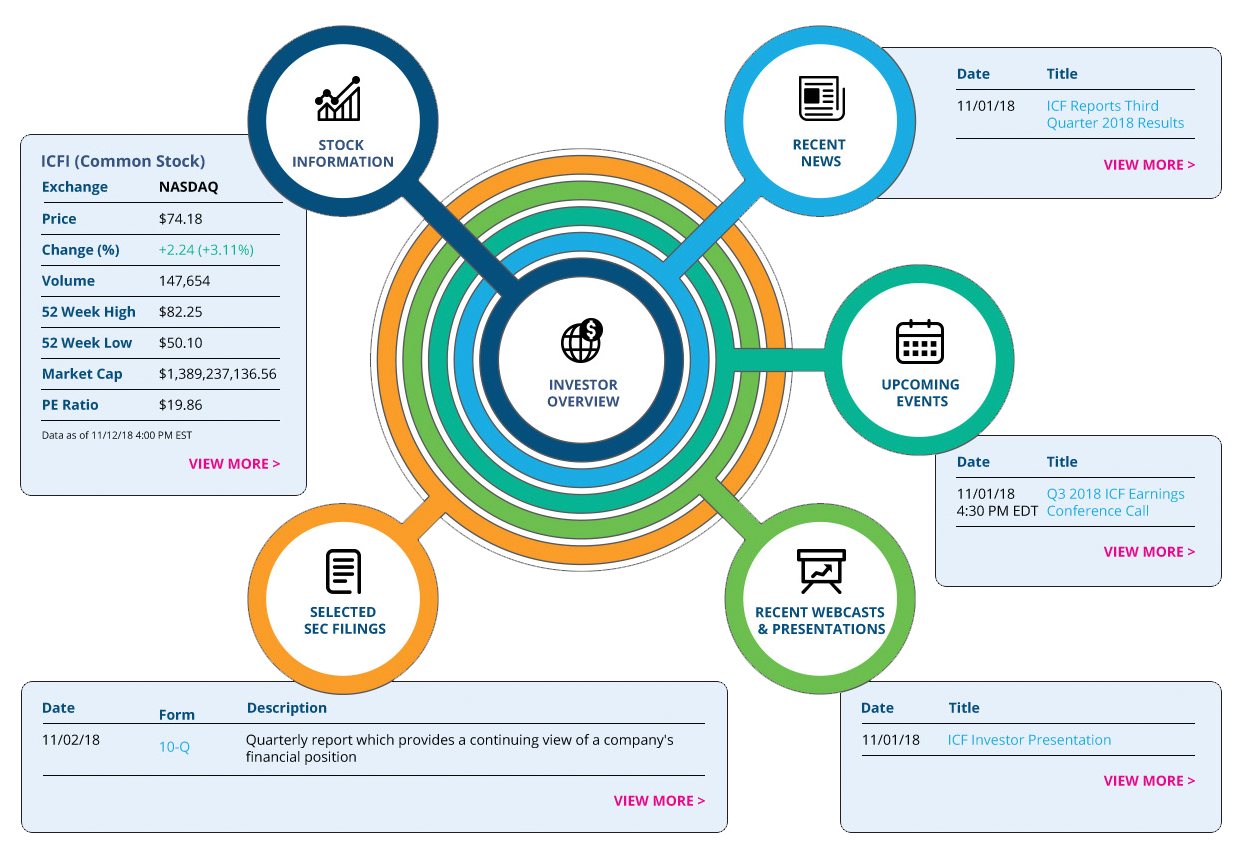 STOCK
INFORMATION
ICFI (Common Stock)
Exchange NASDAQ
Price $74.18
Change (%) +2.24 (+3.11%)
Volume 147,654
52 Week High $82.25
52 Week Low $50.10
Market Cap $1,389,237,136.56
PE Ratio $19.86
Data as of 11/12/18 4:00 PM EST
VIEW MORE >
RECENT
NEWS
Date Title
11/01/18 ICF Reports Third
Quarter 2018 Results
VIEW MORE >
INVESTOR
OVERVIEW
UPCOMING
EVENTS
Date Title
11/01/18 Q3 2018 ICF Earnings
4:30 PM EDT Conference Call
VIEW MORE >
SELECTED
SEC FILINGS
Date Form Description
11/02/18 10-Q Quarterly report which provides a continuing view of a company's
financial position
VIEW MORE >
RECENT WEBCASTS
& PRESENTATIONS
Date Title
11/01/18 ICF Investor Presentation
VIEW MORE >